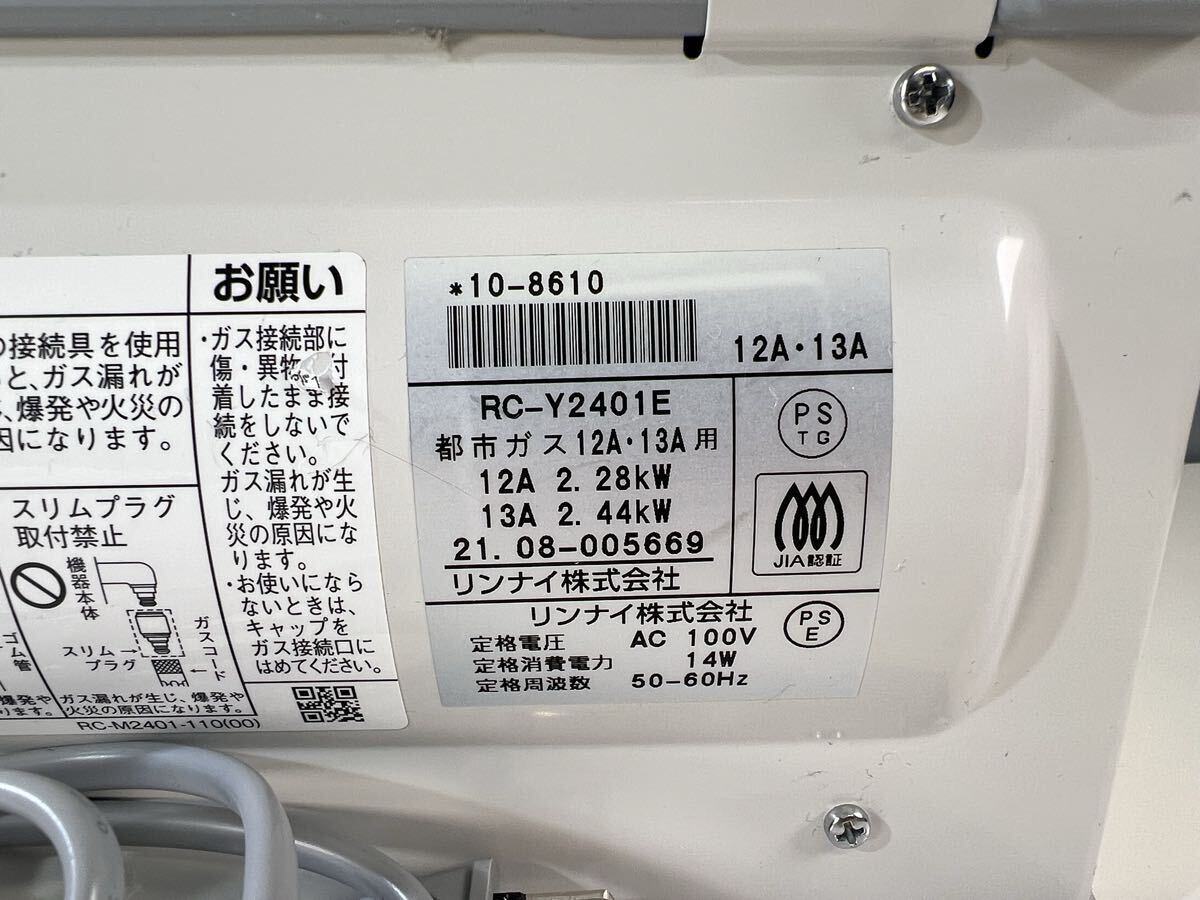 の接続具を使用
と、ガス漏れが
、爆発や火災の
原因になります。
スリムプラグ
取付禁止
機器本体
スリム
プラグ
ガスコード
ゴム管
爆発や
ります。
ガス漏れが生じ、爆発や
火災の原因になります。
お願い
・ガス接続部に
傷・異物 付
着したまま接
続をしないで
ください。
ガス漏れが生
じ、爆発や火
災の原因にな
ります。
・お使いになら
ないときは、
キャップを
ガス接続口に
はめてください。
RC-M2401-110(00)
*10-8610
12A・13A
RC-Y2401E
都市ガス12A・13A用
12A 2.28kW
13A 2.44kW
21.08-005669
リンナイ株式会社
PS
TG
JIA認証
リンナイ株式会社
定格電圧 AC 100V
定格消費電力 14W
定格周波数 50-60Hz
PS
E